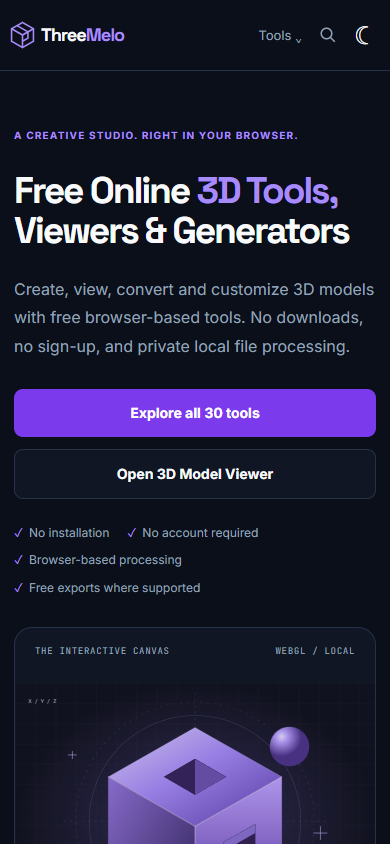 ThreeMelo
Tools
A CREATIVE STUDIO. RIGHT IN YOUR BROWSER.
Free Online 3D Tools,
Viewers & Generators
Create, view, convert and customize 3D models
with free browser-based tools. No downloads,
no sign-up, and private local file processing.
Explore all 30 tools
Open 3D Model Viewer
✓ No installation ✓ No account required
✓ Browser-based processing
✓ Free exports where supported
THE INTERACTIVE CANVAS WEBGL / LOCAL
X / Y / Z